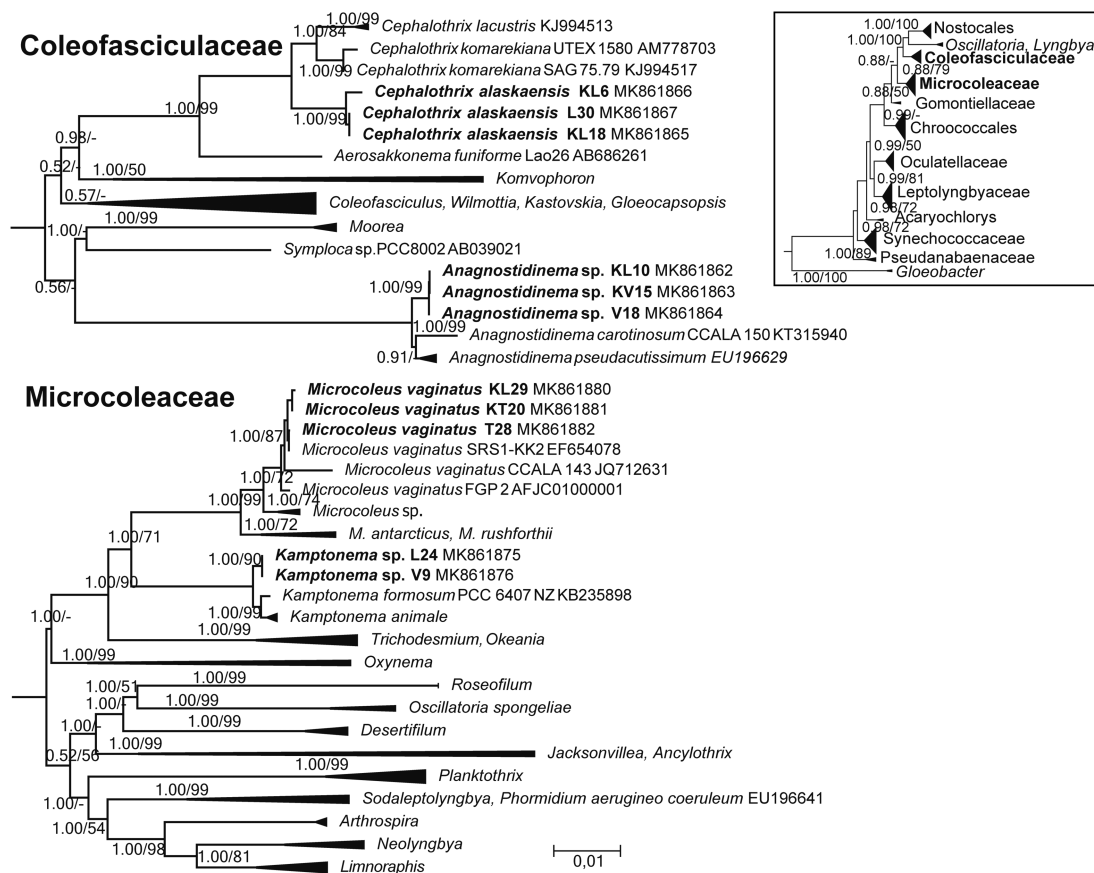 Coleofasciculaceae
1.00/99
Cephalothrix lacustris KJ994513
1.00/84
Cephalothrix komarekiana UTEX 1580 AM778703
1.00/99
Cephalothrix komarekiana SAG 75.79 KJ994517
Cephalothrix alaskaensis KL6 MK861866
1.00/99
Cephalothrix alaskaensis L30 MK861867
1.00/99
Cephalothrix alaskaensis KL18 MK861865
0.98/-
Aerosakkonema funiforme Lao26 AB686261
0.52/-
1.00/50
Komvophoron
0.57/-
Coleofasciculus, Wilmottia, Kastovskia, Gloeocapsopsis
1.00/99
Moorea
1.00/-
Symploca sp.PCC8002 AB039021
Anagnostidinema sp. KL10 MK861862
0.56/-
1.00/99
Anagnostidinema sp. KV15 MK861863
Anagnostidinema sp. V18 MK861864
1.00/99
Anagnostidinema carotinosum CCALA 150 KT315940
0.91/-
Anagnostidinema pseudacutissimum EU196629
1.00/100
Nostocales
1.00/100
Oscillatoria, Lyngbya
0.88/-
Coleofasciculaceae
0.88/79
Microcoleaceae
0.88/50
Gomontiellaceae
0.99/-
Chroococcales
0.99/50
Oculatellaceae
0.99/81
Leptolyngbyaceae
0.98/72
Acaryochlorys
0.98/72
Synechococcaceae
1.00/89
Pseudanabaenaceae
Gloeobacter
1.00/100
Microcoleaceae
Microcoleus vaginatus KL29 MK861880
Microcoleus vaginatus KT20 MK861881
1.00/87
Microcoleus vaginatus T28 MK861882
Microcoleus vaginatus SRS1-KK2 EF654078
Microcoleus vaginatus CCALA 143 JQ712631
1.00/72
Microcoleus vaginatus FGP 2 AFJC01000001
1.00/99
1.00/74
Microcoleus sp.
1.00/72
M. antarcticus, M. rushforthii
1.00/71
Kamptonema sp. L24 MK861875
1.00/90
Kamptonema sp. V9 MK861876
1.00/90
Kamptonema formosum PCC 6407 NZ KB235898
1.00/99
Kamptonema animale
1.00/-
1.00/99
Trichodesmium, Okeania
1.00/99
Oxynema
1.00/51
1.00/99
Roseofilum
1.00/-
1.00/99
Oscillatoria spongeliae
1.00/-
1.00/99
Desertifilum
0.52/56
1.00/99
Jacksonvillea, Ancylothrix
1.00/99
Planktothrix
1.00/-
1.00/99
Sodaleptolyngbya, Phormidium aerugineo coeruleum EU196641
1.00/54
Arthrospira
1.00/98
Neolyngbya
1.00/81
Limnoraphis
0,01